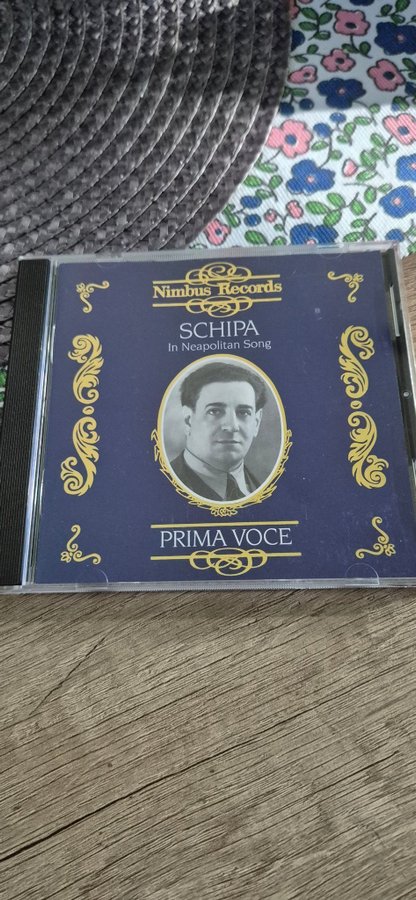 Nimbus Records
SCHIPA
In Neapolitan Song
PRIMA VOCE